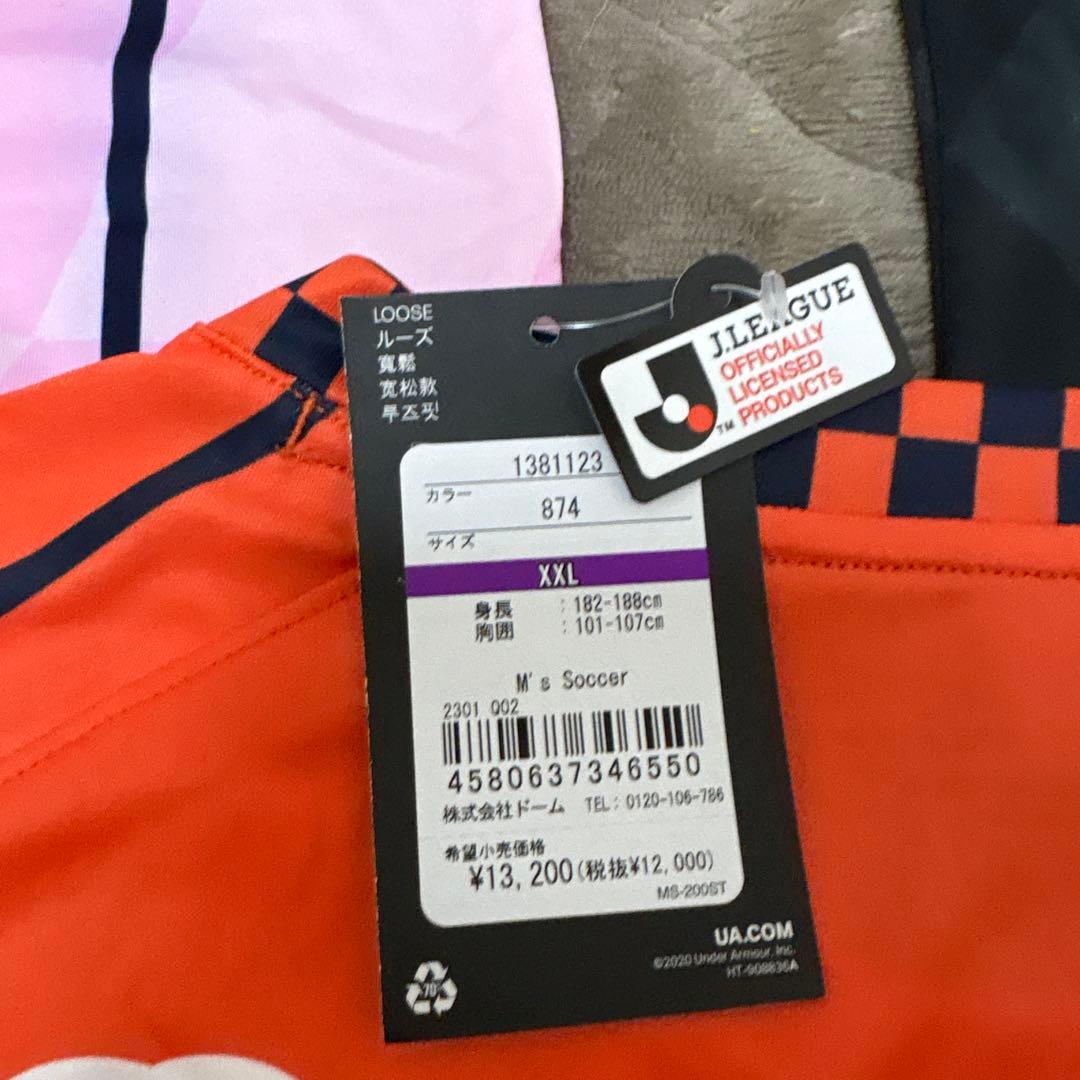 LOOSE
ルーズ
寬鬆
宽松款
루즈핏
J.LEAGUE
OFFICIALLY
LICENSED
PRODUCTS
TM
1381123
カラー
874
サイズ
XXL
身長 : 182-188cm
胸囲 : 101-107cm
M's Soccer
2301 002
4580637346550
株式会社ドーム TEL: 0120-106-786
希望小売価格
¥13,200(税抜¥12,000)
MS-200ST
UA.COM
©2020 Under Armour, Inc.
HT-908836A
70%